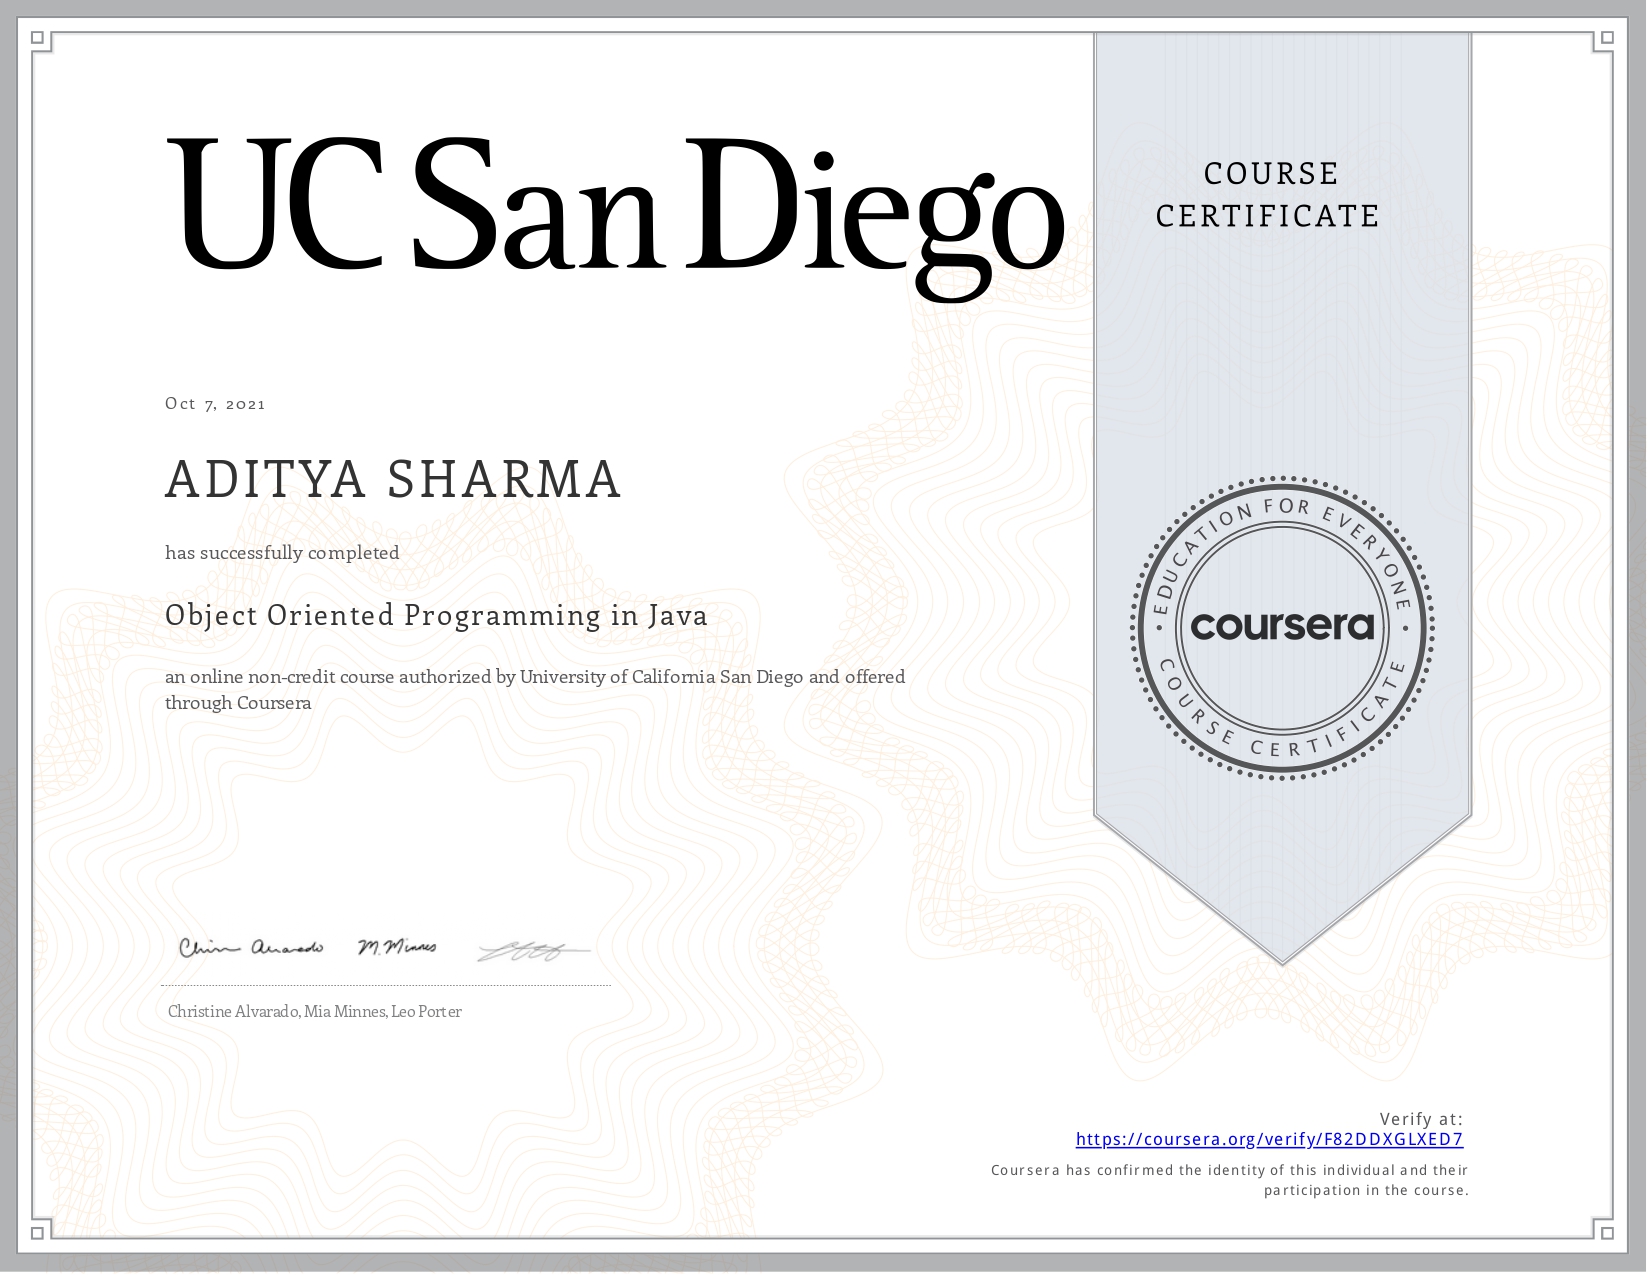 UC San Diego
COURSE
CERTIFICATE
Oct 7, 2021
ADITYA SHARMA
has successfully completed
Object Oriented Programming in Java
an online non-credit course authorized by University of California San Diego and offered
through Coursera
EDUCATION FOR EVERYONE
coursera
COURSE CERTIFICATE
Christine Alvarado, Mia Minnes, Leo Porter
M. Minnes
Verify at:
https://coursera.org/verify/F82DDXGLXED7
Coursera has confirmed the identity of this individual and their
participation in the course.